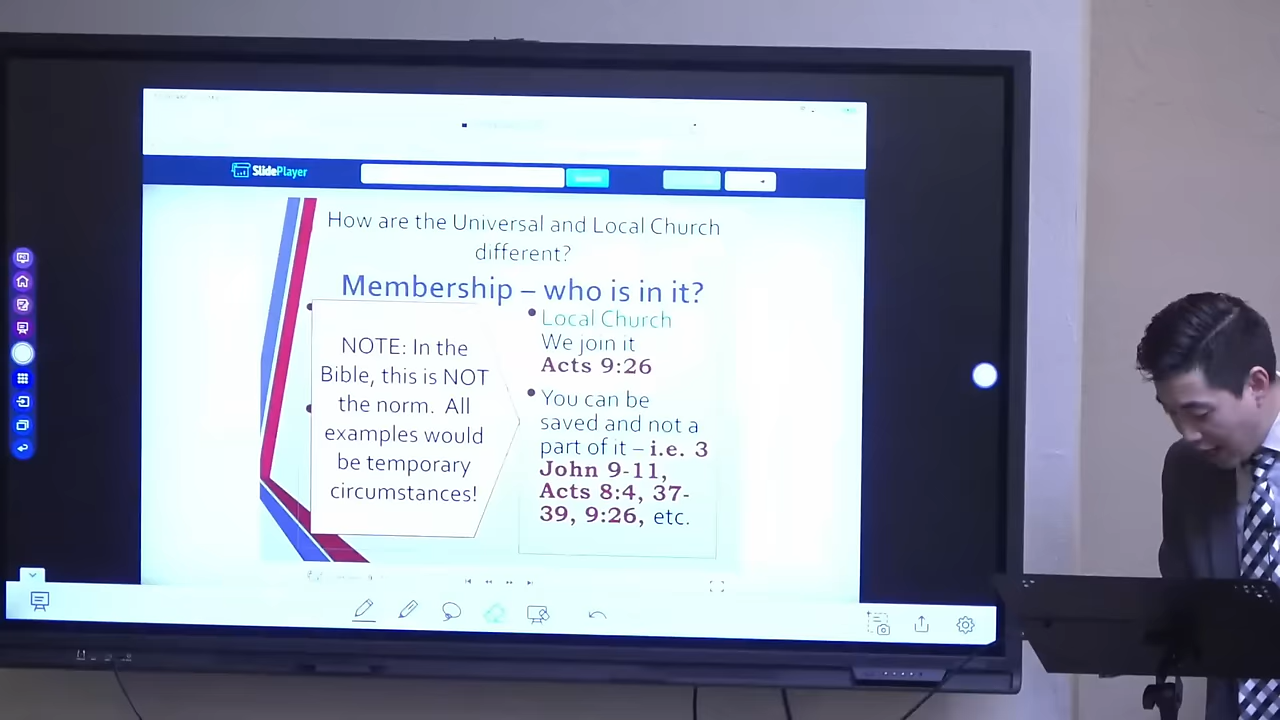 SlidePlayer
How are the Universal and Local Church
different?
Membership – who is in it?
NOTE: In the
Bible, this is NOT
the norm. All
examples would
be temporary
circumstances!
Local Church
We join it
Acts 9:26
You can be
saved and not a
part of it – i.e. 3
John 9-11,
Acts 8:4, 37-
39, 9:26, etc.